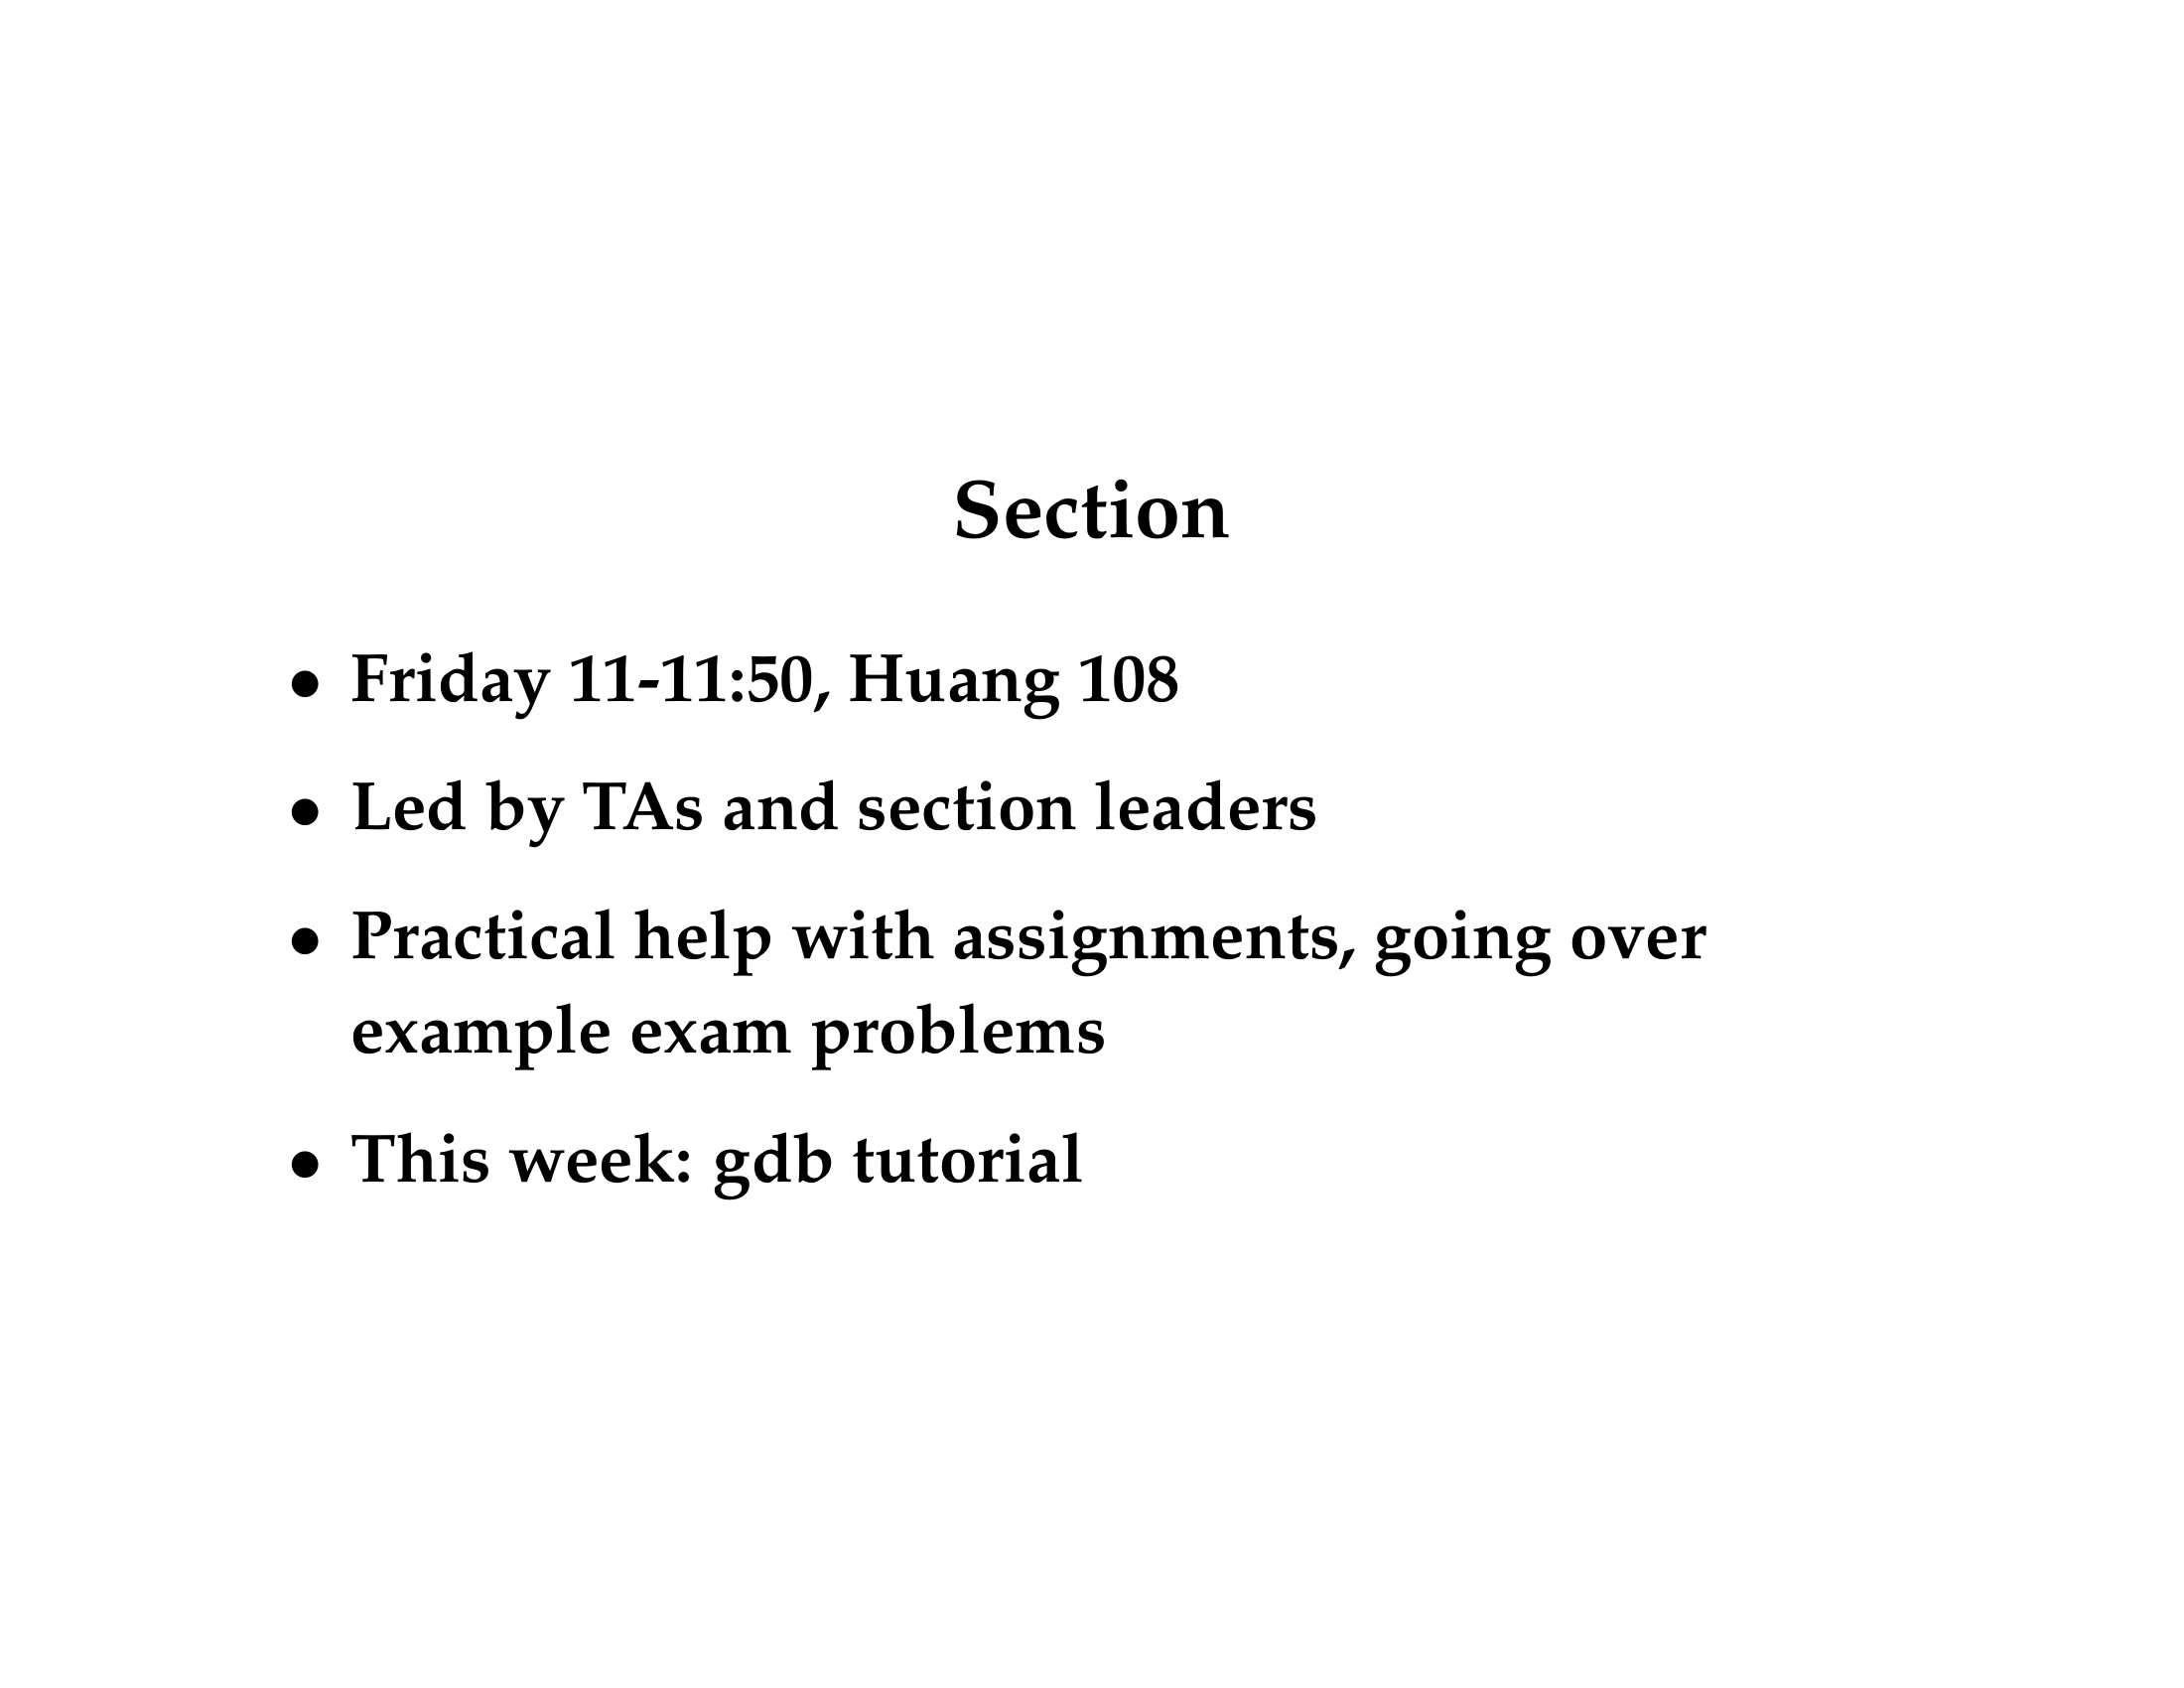 Section
• Friday 11-11:50, Huang 108
• Led by TAs and section leaders
• Practical help with assignments, going over
example exam problems
• This week: gdb tutorial